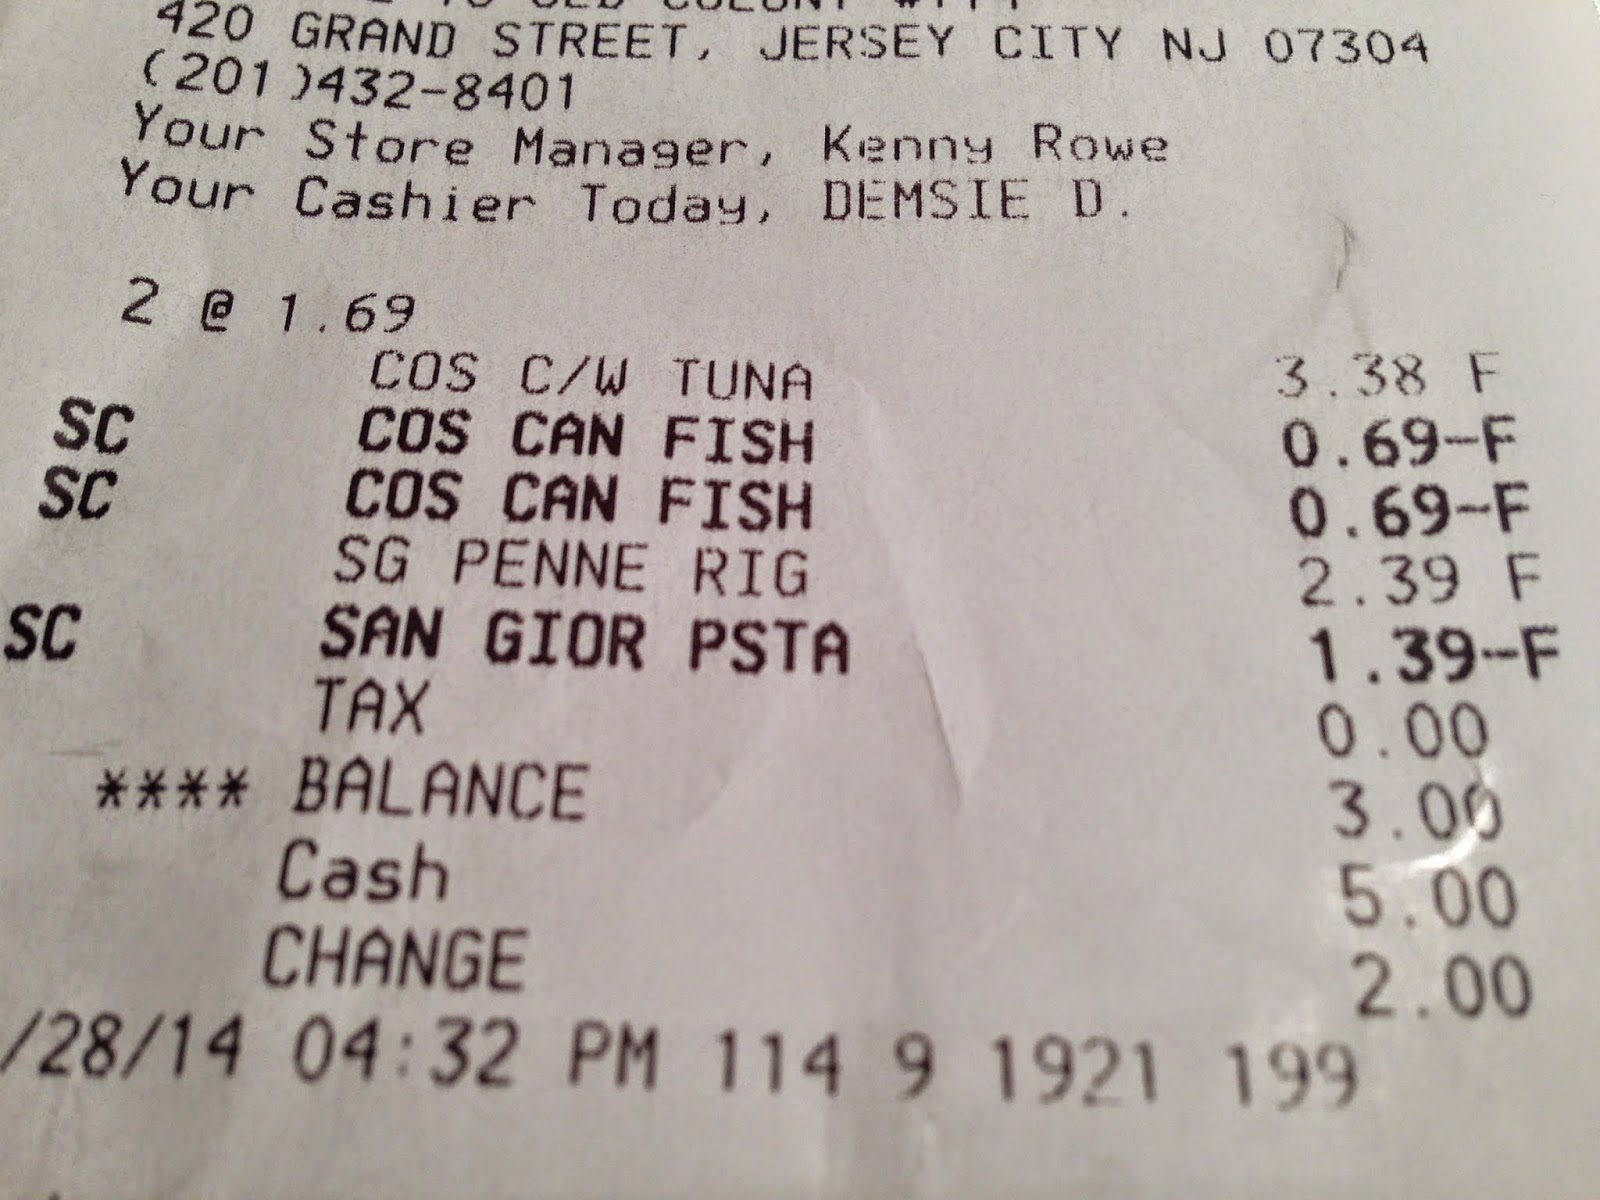 TO OLD COLONY
420 GRAND STREET, JERSEY CITY NJ 07304
(201)432-8401
Your Store Manager, Kenny Rowe
Your Cashier Today, DEMSIE D.
2 @ 1.69
COS C/W TUNA 3.38 F
SC COS CAN FISH 0.69-F
SC COS CAN FISH 0.69-F
SG PENNE RIG 2.39 F
SC SAN GIOR PSTA 1.39-F
TAX 0.00
**** BALANCE 3.00
Cash 5.00
CHANGE 2.00
/28/14 04:32 PM 114 9 1921 199